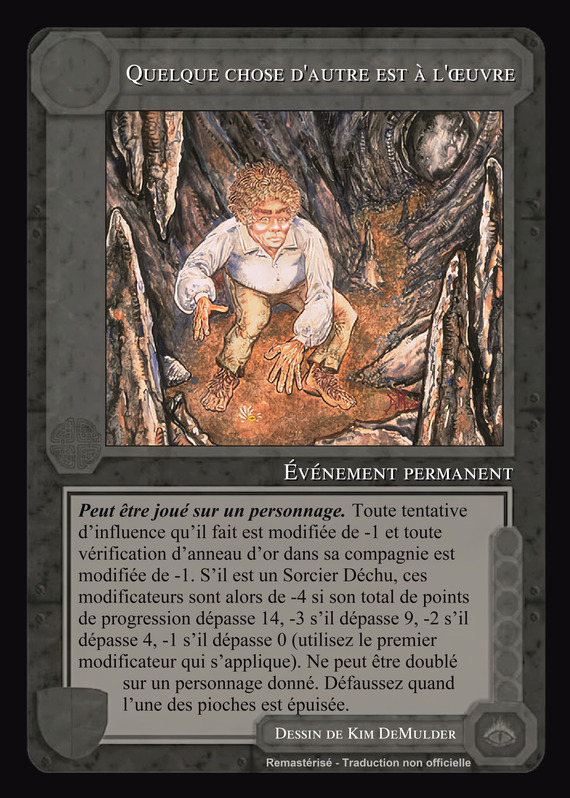 Quelque chose d'autre est à l'œuvre
Événement permanent
Peut être joué sur un personnage. Toute tentative
d’influence qu’il fait est modifiée de -1 et toute
vérification d’anneau d’or dans sa compagnie est
modifiée de -1. S’il est un Sorcier Déchu, ces
modificateurs sont alors de -4 si son total de points
de progression dépasse 14, -3 s’il dépasse 9, -2 s’il
dépasse 4, -1 s’il dépasse 0 (utilisez le premier
modificateur qui s’applique). Ne peut être doublé
sur un personnage donné. Défaussez quand
l’une des pioches est épuisée.
Dessin de Kim DeMulder
Remastérisé - Traduction non officielle